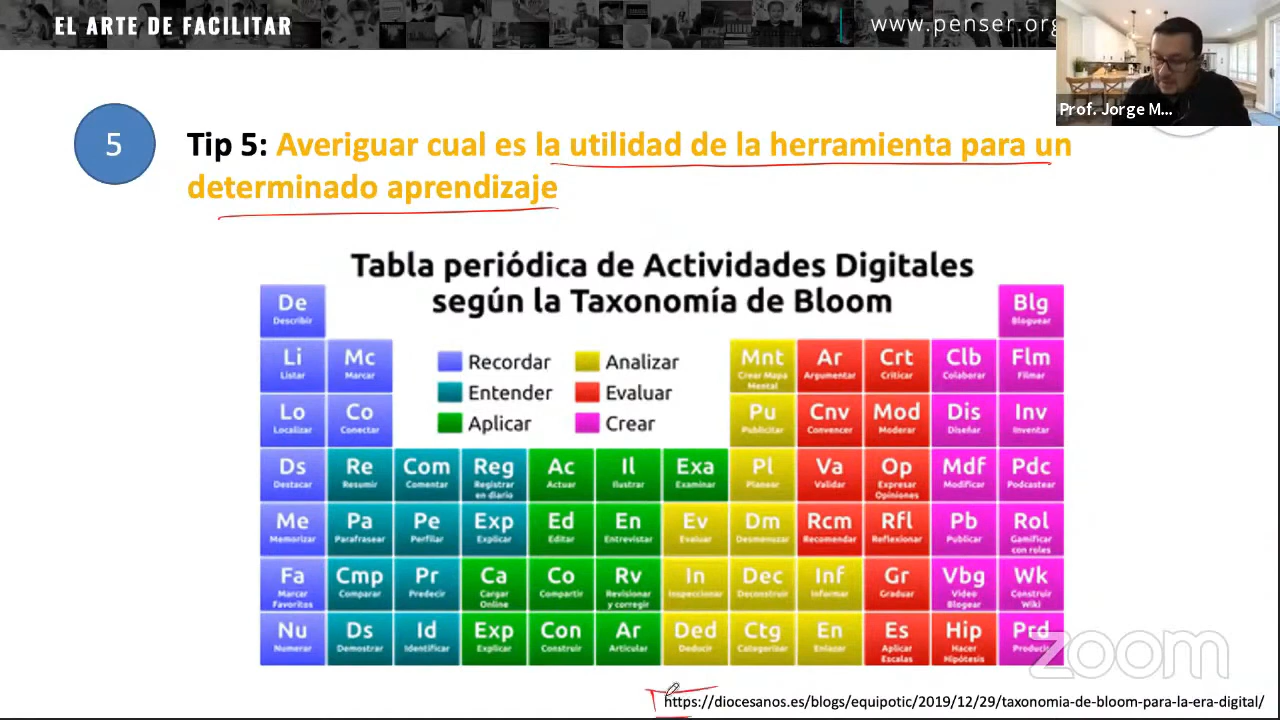 EL ARTE DE FACILITAR
www.penser.org
Prof. Jorge M...
5
Tip 5: Averiguar cual es la utilidad de la herramienta para un
determinado aprendizaje
Tabla periódica de Actividades Digitales
según la Taxonomía de Bloom
De Blg
Describir Bloguear
Recordar Analizar
Entender Evaluar
Aplicar Crear
Li Mc Mnt Ar Crt Clb Flm
Listar Marcar Crear Mapa Mental Argumentar Criticar Colaborar Filmar
Lo Co Pu Cnv Mod Dis Inv
Localizar Conectar Publicitar Convencer Moderar Diseñar Inventar
Ds Re Com Reg Ac Il Exa Pl Va Op Mdf Pdc
Destacar Resumir Comentar Registrar en diario Actuar Ilustrar Examinar Planear Validar Expresar Opiniones Modificar Podcastear
Me Pa Pe Exp Ed En Ev Dm Rcm Rfl Pb Rol
Memorizar Parafrasear Perfilar Explicar Editar Entrevistar Evaluar Desmenuzar Recomendar Reflexionar Publicar Gamificar con roles
Fa Cmp Pr Ca Co Rv In Dec Inf Gr Vbg Wk
Marcar Favoritos Comparar Predecir Cargar Online Compartir Revisionar y corregir Inspeccionar Deconstruir Informar Graduar Video Blogear Construir Wiki
Nu Ds Id Exp Con Ar Ded Ctg En Es Hip Prd
Numerar Demostrar Identificar Explicar Construir Articular Deducir Categorizar Enlazar Aplicar Escalas Hacer Hipótesis Producir
zoom
https://diocesanos.es/blogs/equipotic/2019/12/29/taxonomia-de-bloom-para-la-era-digital/